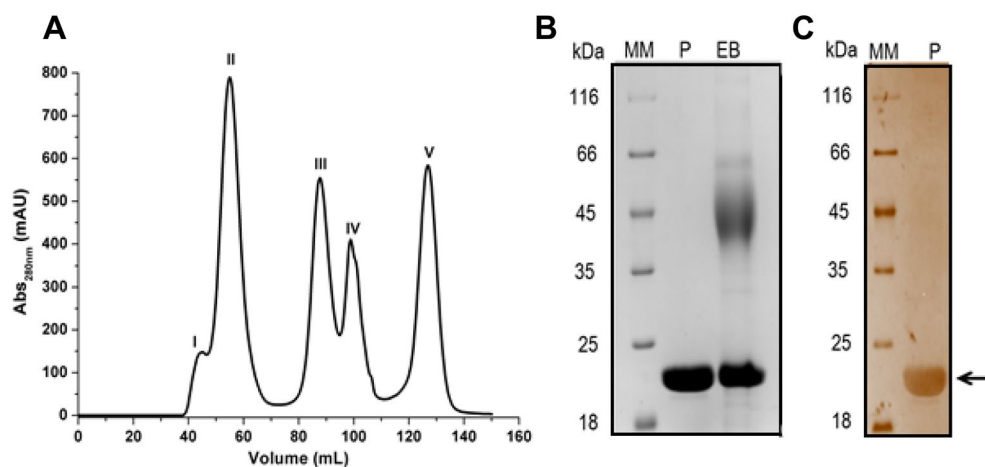 A
Abs280nm (mAU)
800
700
600
500
400
300
200
100
0
I
II
III
IV
V
0 20 40 60 80 100 120 140 160
Volume (mL)
B
kDa MM P EB
116
66
45
35
25
18
C
kDa MM P
116
66
45
35
25
18